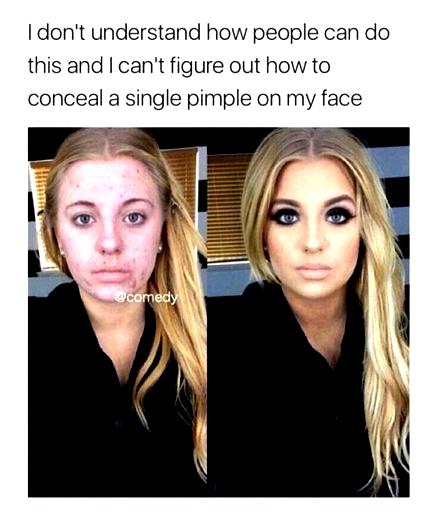 I don't understand how people can do
this and I can't figure out how to
conceal a single pimple on my face
@comedy